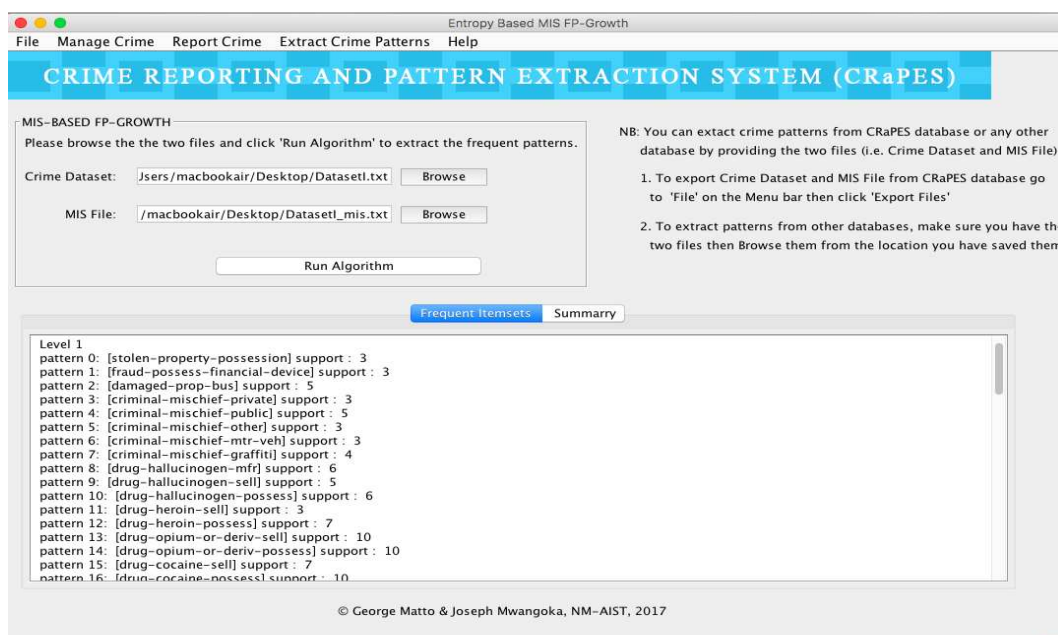 Entropy Based MIS FP-Growth
File Manage Crime Report Crime Extract Crime Patterns Help
CRIME REPORTING AND PATTERN EXTRACTION SYSTEM (CRaPES)
MIS-BASED FP-GROWTH
Please browse the the two files and click 'Run Algorithm' to extract the frequent patterns.
Crime Dataset: Jsers/macbookair/Desktop/DatasetI.txt Browse
MIS File: /macbookair/Desktop/DatasetI_mis.txt Browse
Run Algorithm
NB: You can extact crime patterns from CRaPES database or any other
database by providing the two files (i.e. Crime Dataset and MIS File)
1. To export Crime Dataset and MIS File from CRaPES database go
to 'File' on the Menu bar then click 'Export Files'
2. To extract patterns from other databases, make sure you have th
two files then Browse them from the location you have saved them
Frequent Itemsets Summarry
Level 1
pattern 0: [stolen-property-possession] support : 3
pattern 1: [fraud-possess-financial-device] support : 3
pattern 2: [damaged-prop-bus] support : 5
pattern 3: [criminal-mischief-private] support : 3
pattern 4: [criminal-mischief-public] support : 5
pattern 5: [criminal-mischief-other] support : 3
pattern 6: [criminal-mischief-mtr-veh] support : 3
pattern 7: [criminal-mischief-graffiti] support : 4
pattern 8: [drug-hallucinogen-mfr] support : 6
pattern 9: [drug-hallucinogen-sell] support : 5
pattern 10: [drug-hallucinogen-possess] support : 6
pattern 11: [drug-heroin-sell] support : 3
pattern 12: [drug-heroin-possess] support : 7
pattern 13: [drug-opium-or-deriv-sell] support : 10
pattern 14: [drug-opium-or-deriv-possess] support : 10
pattern 15: [drug-cocaine-sell] support : 7
pattern 16: [drug-cocaine-possess] support : 10
© George Matto & Joseph Mwangoka, NM-AIST, 2017